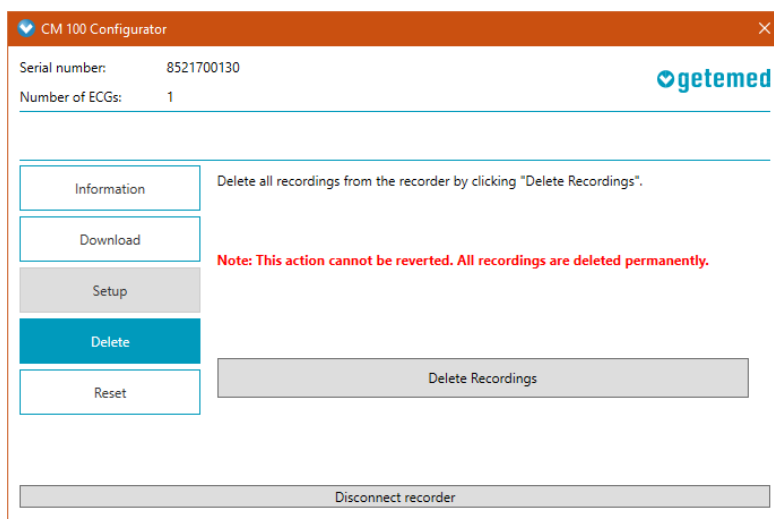 CM 100 Configurator
Serial number: 8521700130
getemed
Number of ECGs: 1
Information
Delete all recordings from the recorder by clicking "Delete Recordings".
Download
Note: This action cannot be reverted. All recordings are deleted permanently.
Setup
Delete
Delete Recordings
Reset
Disconnect recorder